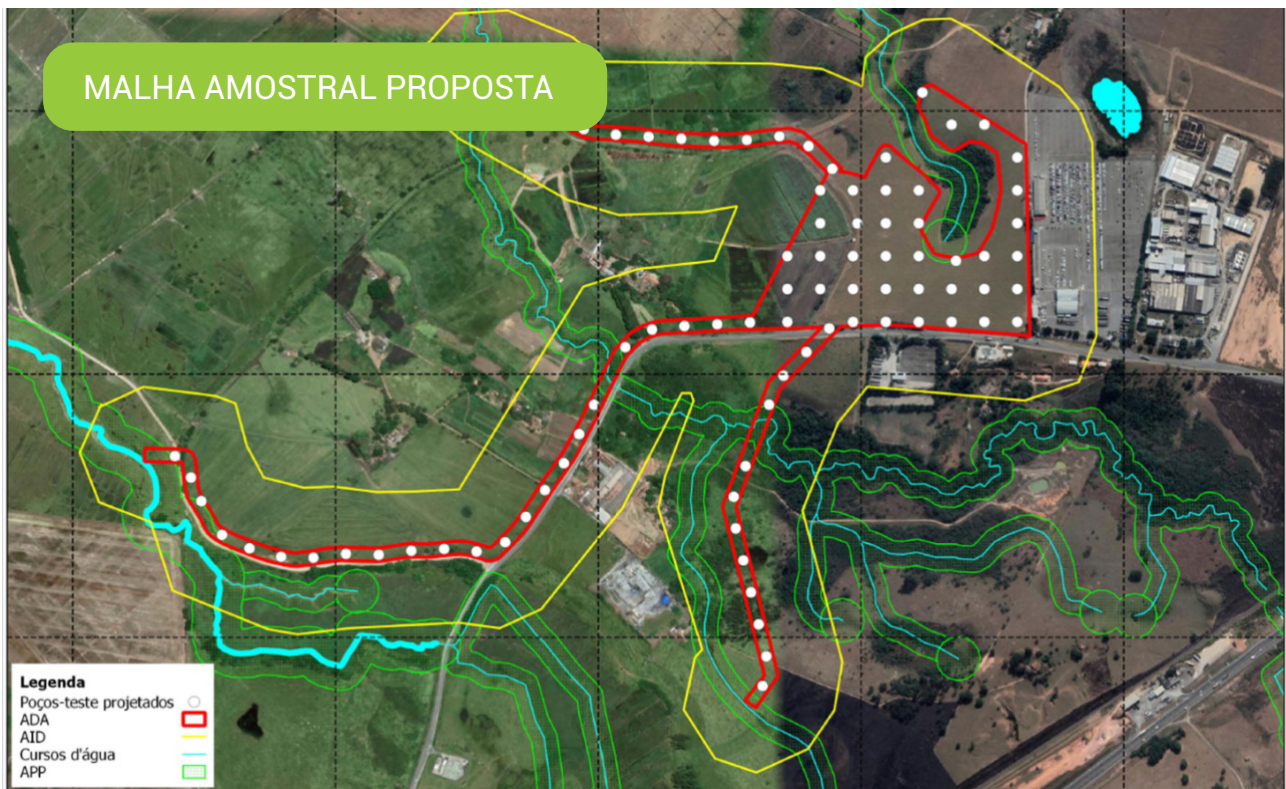 MALHA AMOSTRAL PROPOSTA
Legenda
Poços-teste projetados
ADA
AID
Cursos d'água
APP